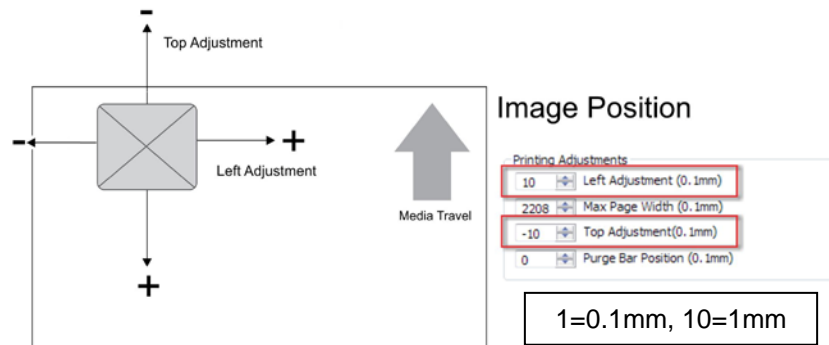 -
Top Adjustment
-
+
Left Adjustment
+
Media Travel
Image Position
Printing Adjustments
10 Left Adjustment (0.1mm)
2208 Max Page Width (0.1mm)
-10 Top Adjustment(0.1mm)
0 Purge Bar Position (0.1mm)
1=0.1mm, 10=1mm